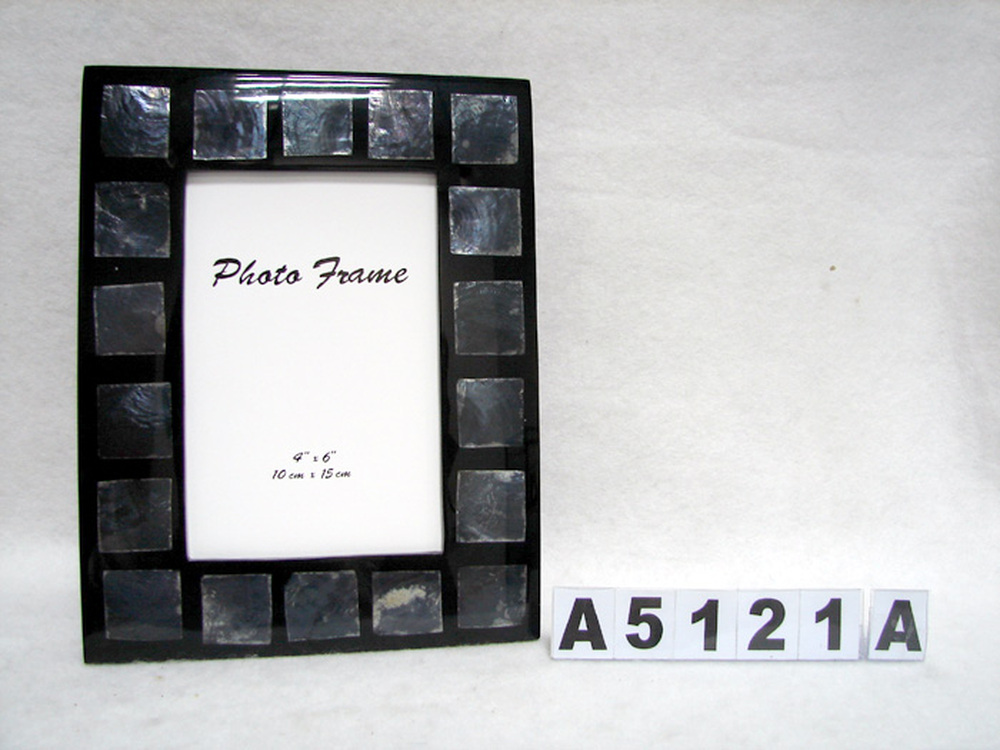 Photo Frame
4" x 6"
10 cm x 15 cm
A5121A